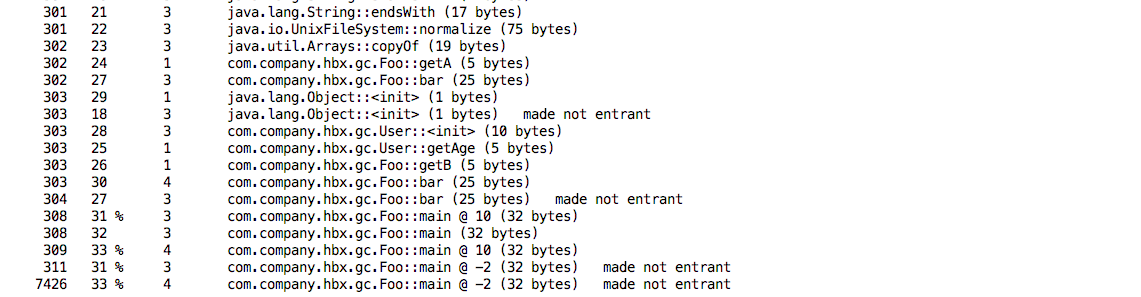 301 21 3 java.lang.String::endsWith (17 bytes)
301 22 3 java.io.UnixFileSystem::normalize (75 bytes)
302 23 3 java.util.Arrays::copyOf (19 bytes)
302 24 1 com.company.hbx.gc.Foo::getA (5 bytes)
302 27 3 com.company.hbx.gc.Foo::bar (25 bytes)
303 29 1 java.lang.Object::<init> (1 bytes)
303 18 3 java.lang.Object::<init> (1 bytes) made not entrant
303 28 3 com.company.hbx.gc.User::<init> (10 bytes)
303 25 1 com.company.hbx.gc.User::getAge (5 bytes)
303 26 1 com.company.hbx.gc.Foo::getB (5 bytes)
303 30 4 com.company.hbx.gc.Foo::bar (25 bytes)
304 27 3 com.company.hbx.gc.Foo::bar (25 bytes) made not entrant
308 31 % 3 com.company.hbx.gc.Foo::main @ 10 (32 bytes)
308 32 3 com.company.hbx.gc.Foo::main (32 bytes)
309 33 % 4 com.company.hbx.gc.Foo::main @ 10 (32 bytes)
311 31 % 3 com.company.hbx.gc.Foo::main @ -2 (32 bytes) made not entrant
7426 33 % 4 com.company.hbx.gc.Foo::main @ -2 (32 bytes) made not entrant